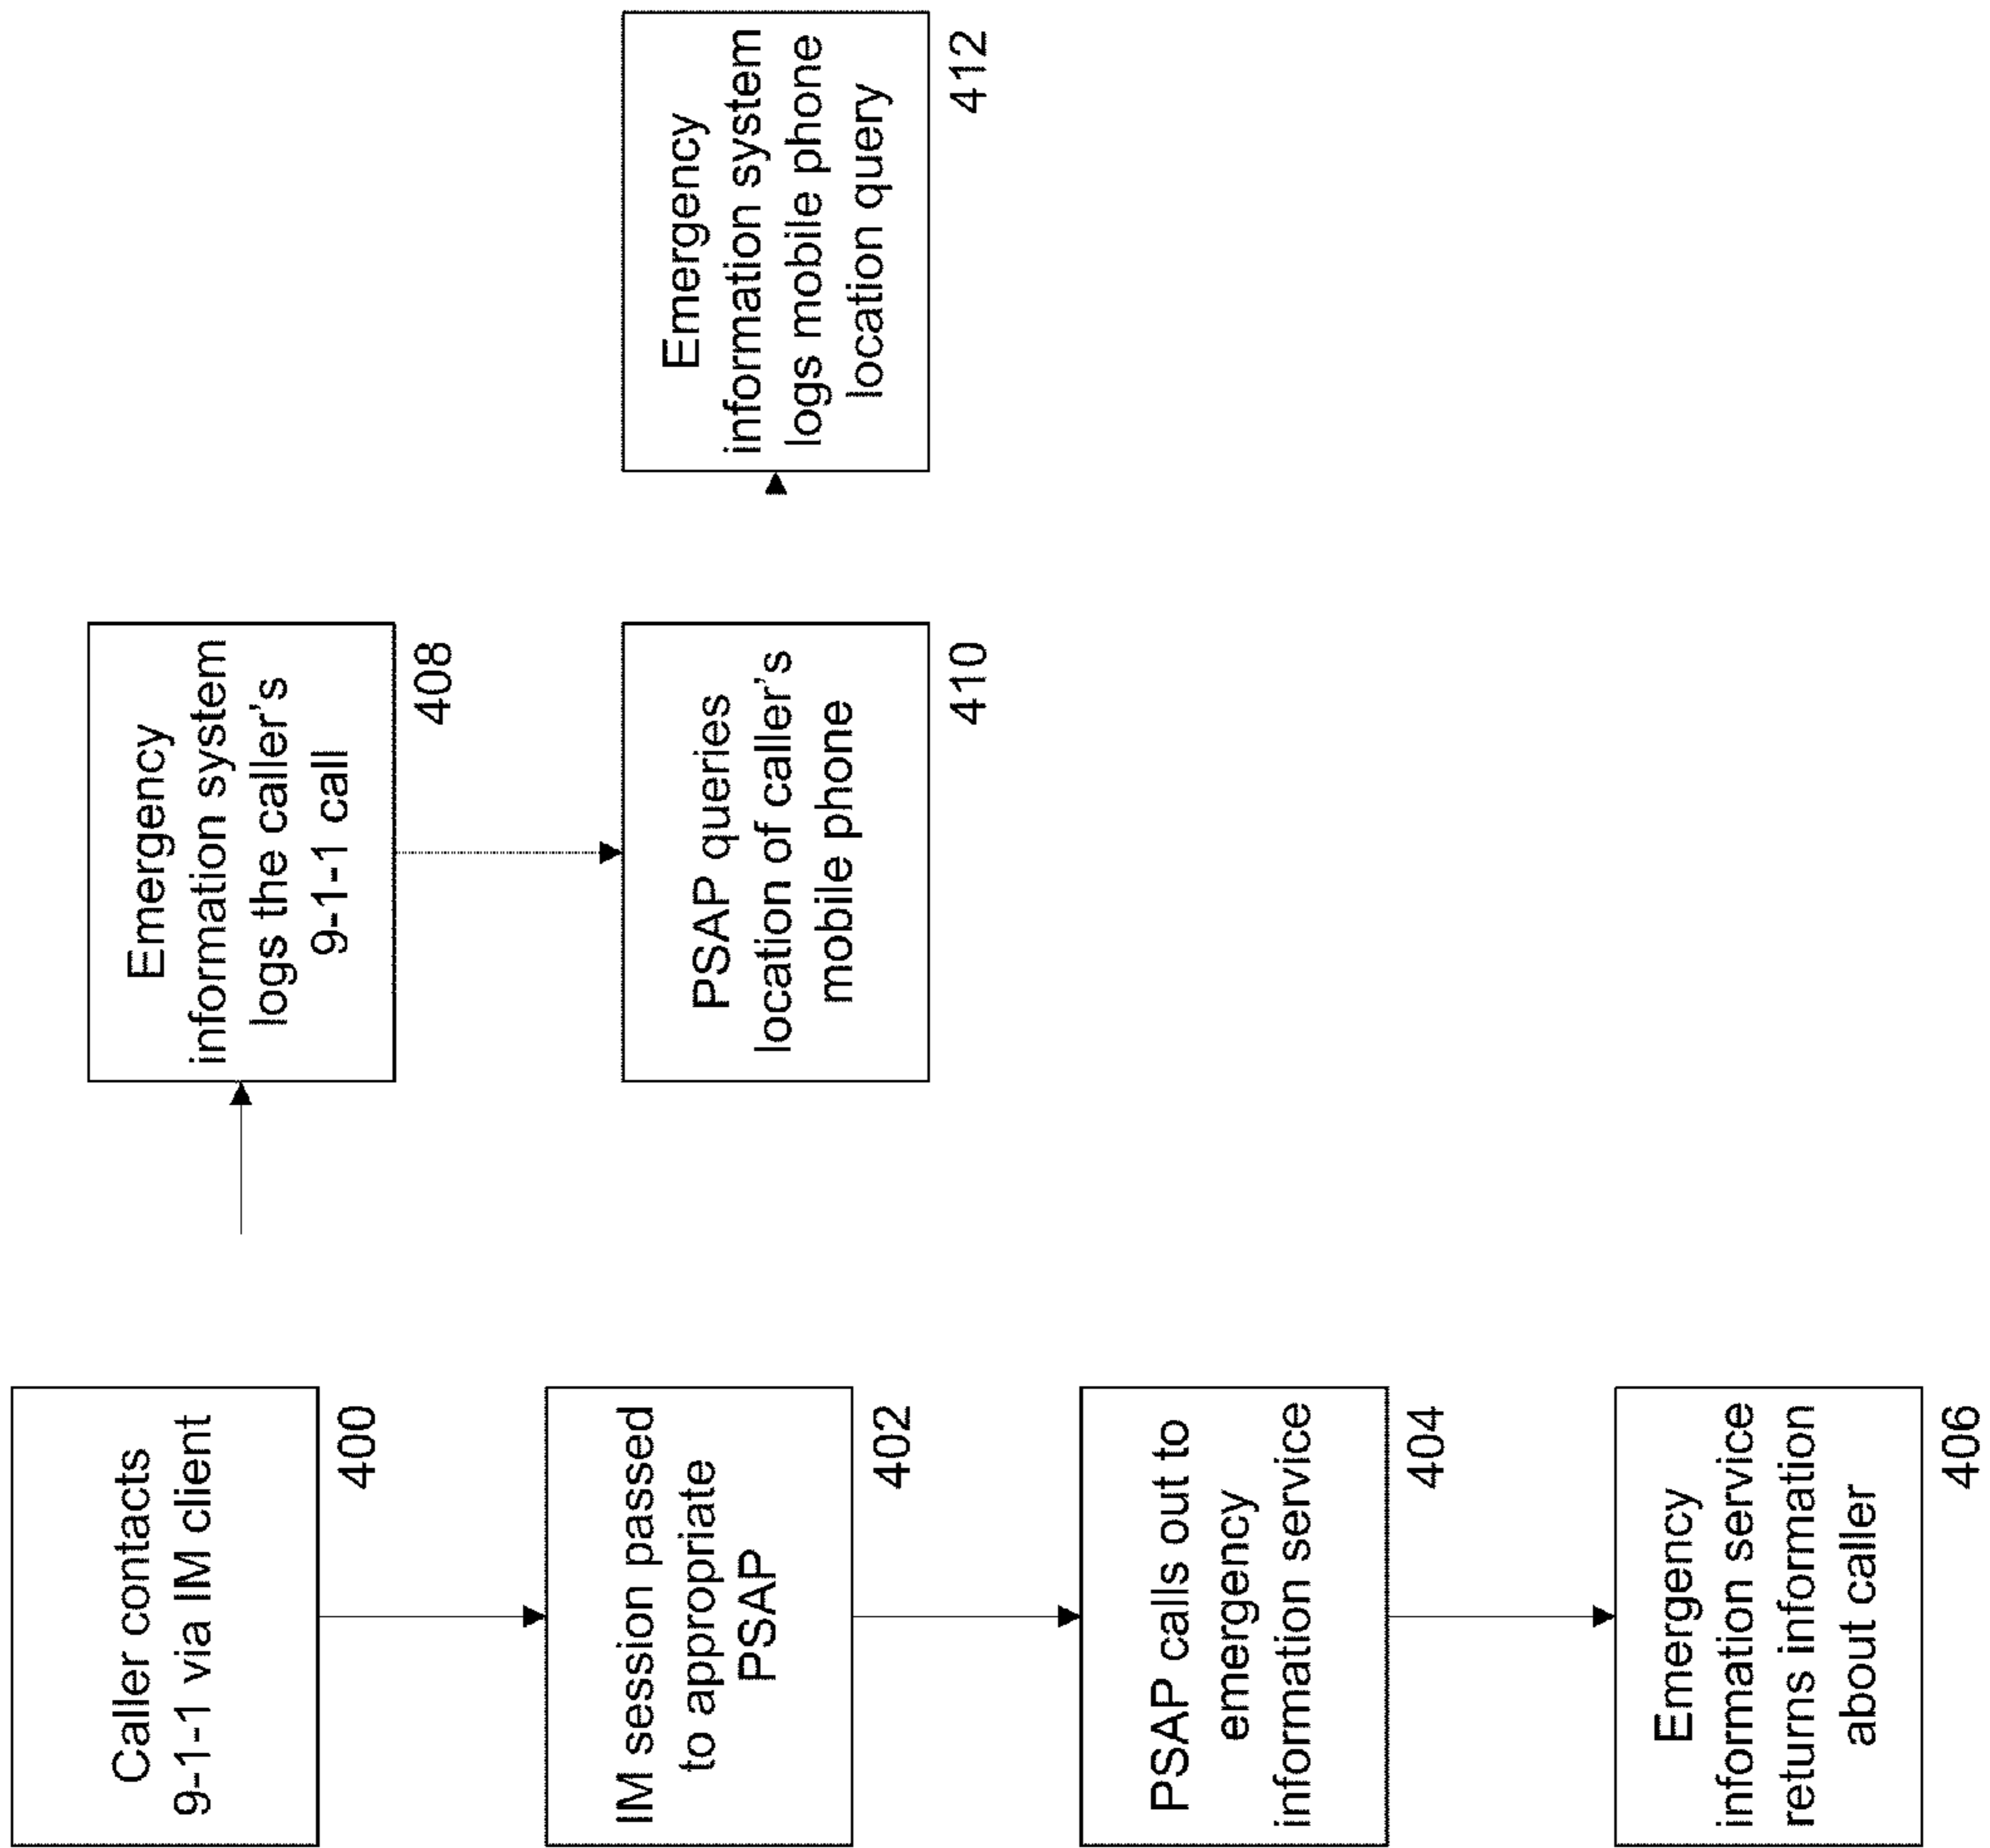 Caller contacts
9-1-1 via IM client
400
IM session passed
to appropriate
PSAP
402
PSAP calls out to
emergency
information service
404
Emergency
information service
returns information
about caller
406
Emergency
information system
logs the caller's
9-1-1 call
408
PSAP queries
location of caller's
mobile phone
410
Emergency
information system
logs mobile phone
location query
412